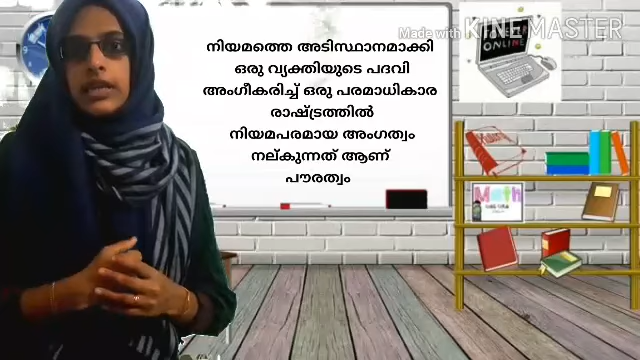 Made with KINEMASTER
ONLINE
നിയമത്തെ അടിസ്ഥാനമാക്കി
ഒരു വ്യക്തിയുടെ പദവി
അംഗീകരിച്ച് ഒരു പരമാധികാര
രാഷ്ട്രത്തിൽ
നിയമപരമായ അംഗത്വം
നല്കുന്നത് ആണ്
പൗരത്വം
Math